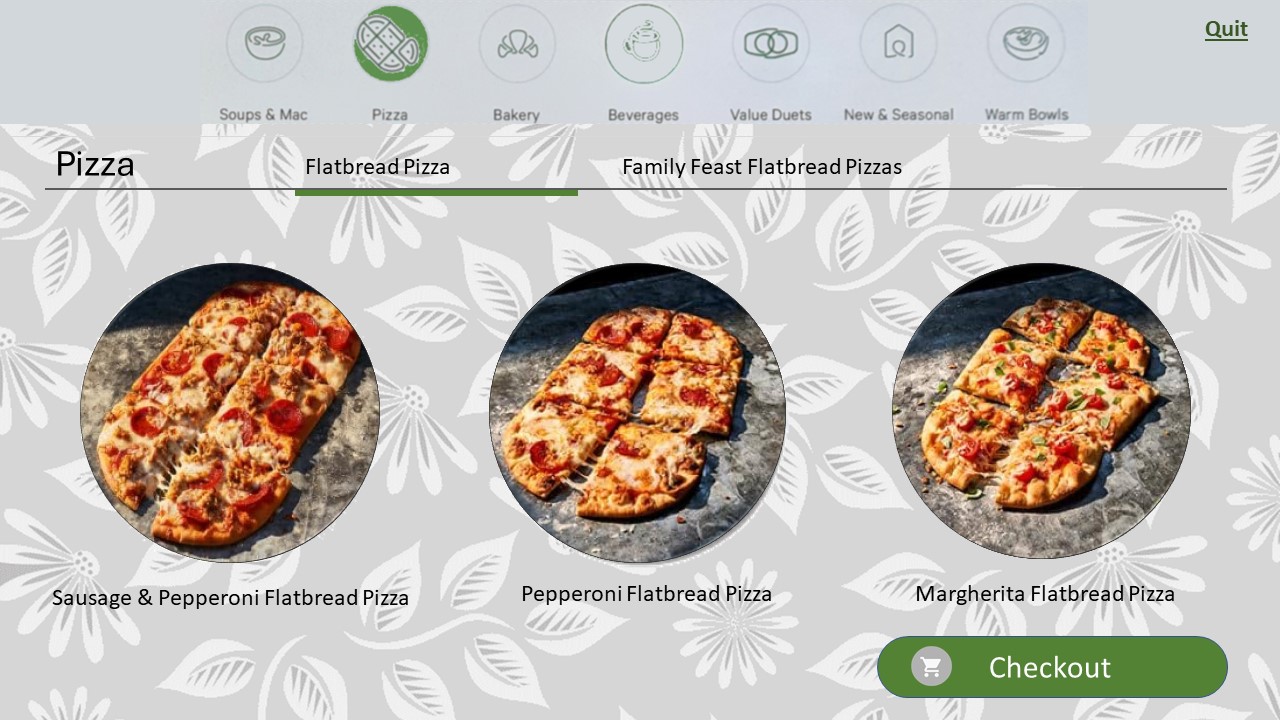 Quit
Soups & Mac
Pizza
Bakery
Beverages
Value Duets
New & Seasonal
Warm Bowls
Pizza
Flatbread Pizza
Family Feast Flatbread Pizzas
Sausage & Pepperoni Flatbread Pizza
Pepperoni Flatbread Pizza
Margherita Flatbread Pizza
Checkout